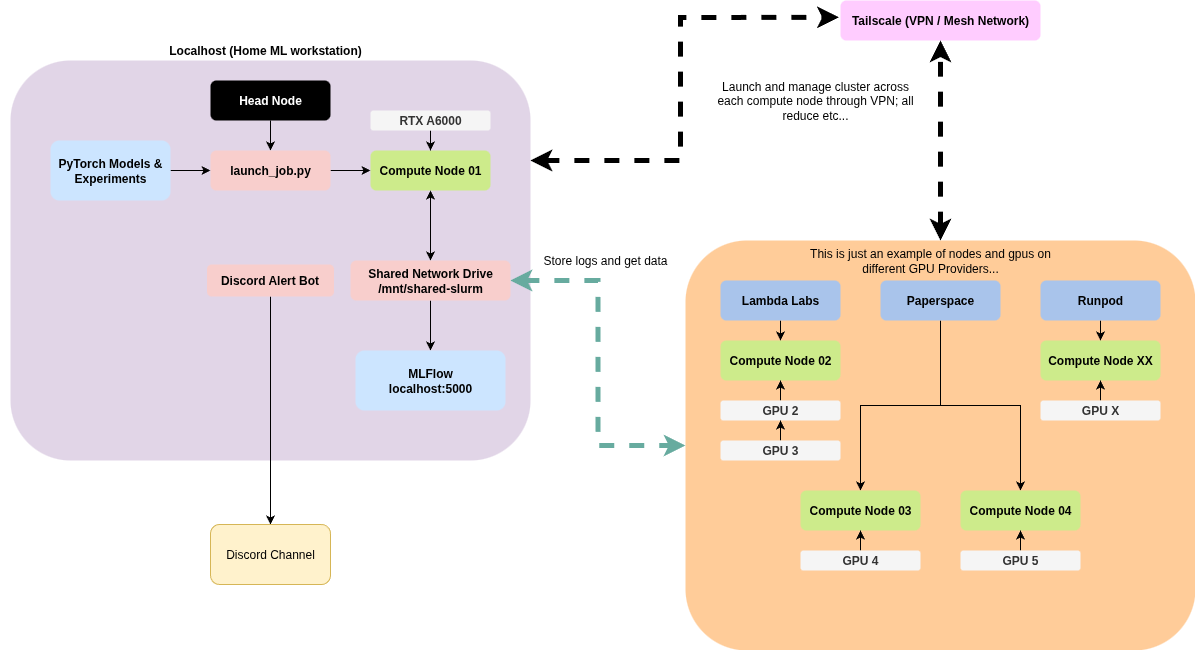 Tailscale (VPN / Mesh Network)
Localhost (Home ML workstation)
Head Node
RTX A6000
PyTorch Models &
Experiments
launch_job.py
Compute Node 01
Launch and manage cluster across
each compute node through VPN; all
reduce etc...
Discord Alert Bot
Shared Network Drive
/mnt/shared-slurm
Store logs and get data
MLFlow
localhost:5000
Discord Channel
This is just an example of nodes and gpus on
different GPU Providers...
Lambda Labs
Paperspace
Runpod
Compute Node 02
Compute Node XX
GPU 2
GPU X
GPU 3
Compute Node 03
Compute Node 04
GPU 4
GPU 5